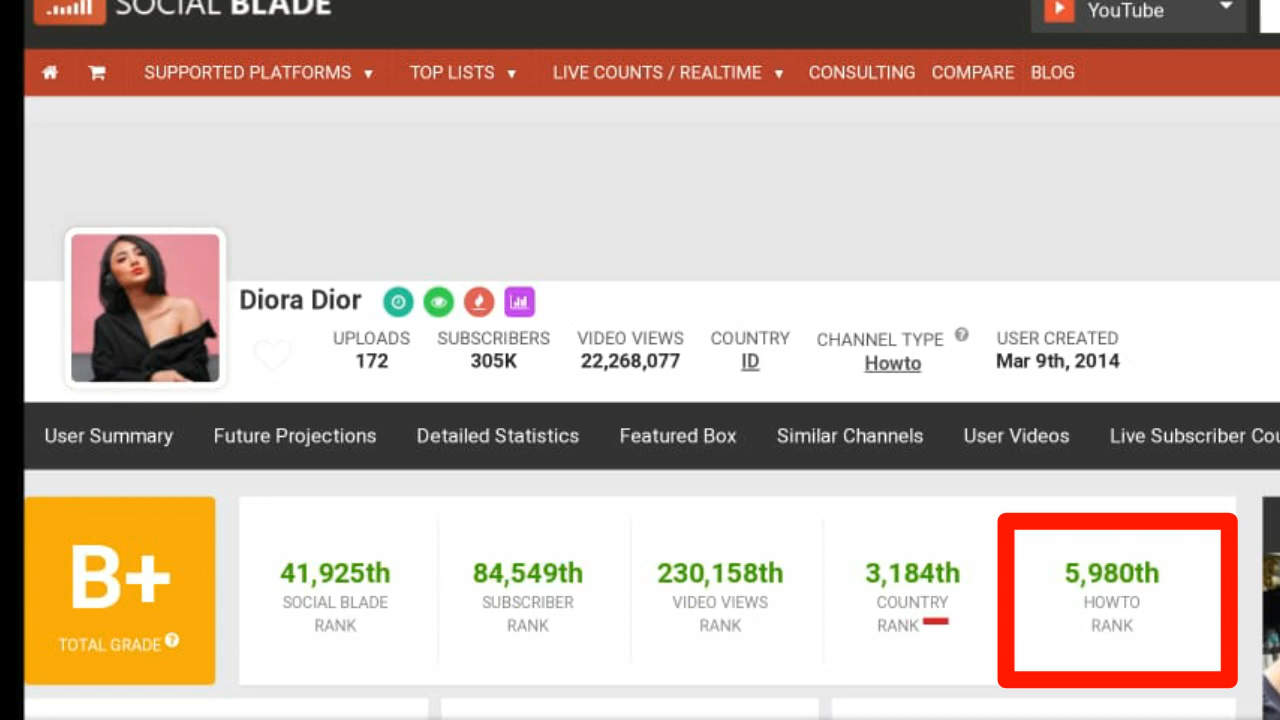 SOCIAL BLADE
YouTube
SUPPORTED PLATFORMS
TOP LISTS
LIVE COUNTS / REALTIME
CONSULTING
COMPARE
BLOG
Diora Dior
UPLOADS
172
SUBSCRIBERS
305K
VIDEO VIEWS
22,268,077
COUNTRY
ID
CHANNEL TYPE ?
Howto
USER CREATED
Mar 9th, 2014
User Summary
Future Projections
Detailed Statistics
Featured Box
Similar Channels
User Videos
Live Subscriber Cou
B+
TOTAL GRADE ?
41,925th
SOCIAL BLADE
RANK
84,549th
SUBSCRIBER
RANK
230,158th
VIDEO VIEWS
RANK
3,184th
COUNTRY
RANK
5,980th
HOWTO
RANK